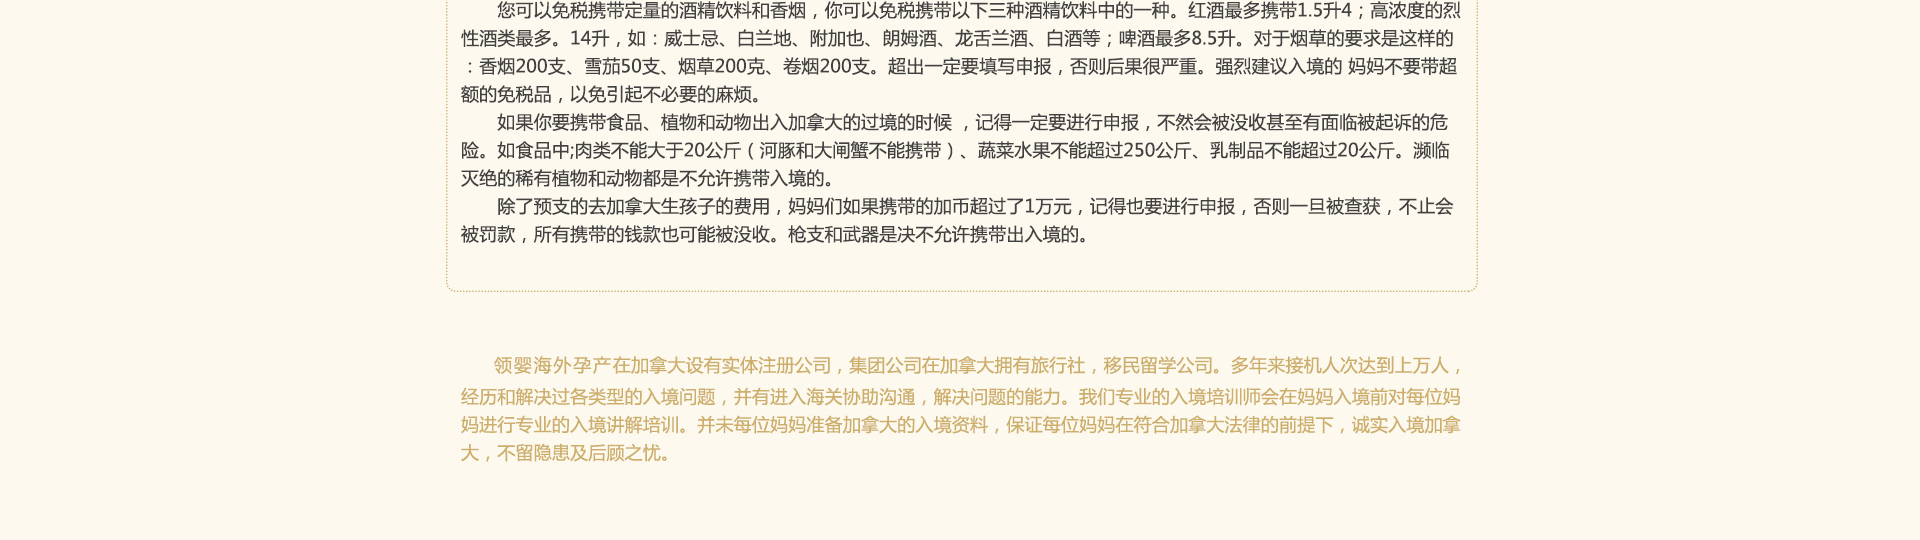 您可以免税携带定量的酒精饮料和香烟，你可以免税携带以下三种酒精饮料中的一种。红酒最多携带1.5升4；高浓度的烈
性酒类最多。14升，如：威士忌、白兰地、附加也、朗姆酒、龙舌兰酒、白酒等；啤酒最多8.5升。对于烟草的要求是这样的
：香烟200支、雪茄50支、烟草200克、卷烟200支。超出一定要填写申报，否则后果很严重。强烈建议入境的 妈妈不要带超
额的免税品，以免引起不必要的麻烦。
如果你要携带食品、植物和动物出入加拿大的过境的时候 ，记得一定要进行申报，不然会被没收甚至有面临被起诉的危
险。如食品中;肉类不能大于20公斤（河豚和大闸蟹不能携带）、蔬菜水果不能超过250公斤、乳制品不能超过20公斤。濒临
灭绝的稀有植物和动物都是不允许携带入境的。
除了预支的去加拿大生孩子的费用，妈妈们如果携带的加币超过了1万元，记得也要进行申报，否则一旦被查获，不止会
被罚款，所有携带的钱款也可能被没收。枪支和武器是决不允许携带出入境的。
领婴海外孕产在加拿大设有实体注册公司，集团公司在加拿大拥有旅行社，移民留学公司。多年来接机人次达到上万人，
经历和解决过各类型的入境问题，并有进入海关协助沟通，解决问题的能力。我们专业的入境培训师会在妈妈入境前对每位妈
妈进行专业的入境讲解培训。并未每位妈妈准备加拿大的入境资料，保证每位妈妈在符合加拿大法律的前提下，诚实入境加拿
大，不留隐患及后顾之忧。